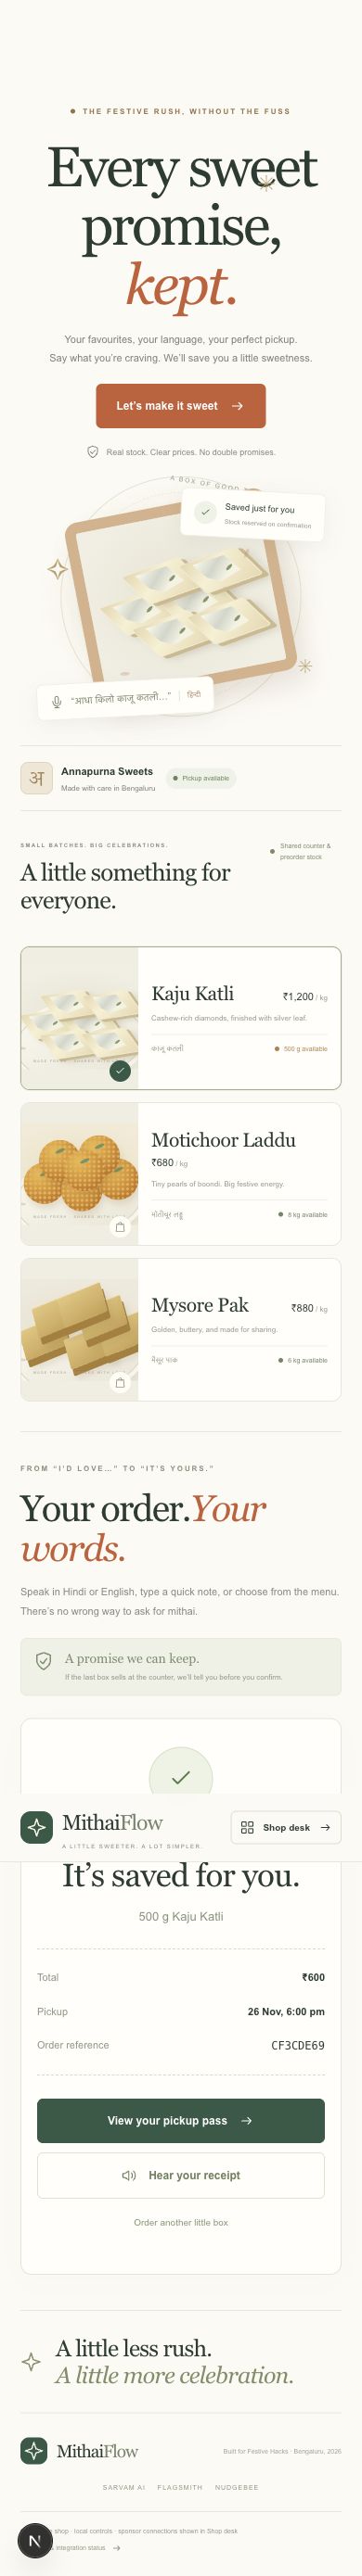 THE FESTIVE RUSH, WITHOUT THE FUSS
Every sweet
promise,
kept.
Your favourites, your language, your perfect pickup.
Say what you're craving. We'll save you a little sweetness.
Let's make it sweet →
Real stock. Clear prices. No double promises.
A BOX OF GOOD
Saved just for you
Stock reserved on confirmation
"आधा किलो काजू कतली…" | हिन्दी
अ
Annapurna Sweets
Made with care in Bengaluru
Pickup available
SMALL BATCHES. BIG CELEBRATIONS.
Shared counter &
preorder stock
A little something for
everyone.
Kaju Katli
₹1,200 / kg
Cashew-rich diamonds, finished with silver leaf.
काजू कतली
500 g available
Motichoor Laddu
₹680 / kg
Tiny pearls of boondi. Big festive energy.
8 kg available
Mysore Pak
₹880 / kg
Golden, buttery, and made for sharing.
6 kg available
FROM "I'D LOVE…" TO "IT'S YOURS."
Your order. Your
words.
Speak in Hindi or English, type a quick note, or choose from the menu.
There's no wrong way to ask for mithai.
A promise we can keep.
If the last box sells at the counter, we'll tell you before you confirm.
MithaiFlow
A LITTLE SWEETER. A LOT SIMPLER.
Shop desk →
It's saved for you.
500 g Kaju Katli
Total ₹600
Pickup 26 Nov, 6:00 pm
Order reference CF3CDE69
View your pickup pass →
Hear your receipt
Order another little box
A little less rush.
A little more celebration.
MithaiFlow
Built for Festive Hacks · Bengaluru, 2026
SARVAM AI FLAGSMITH NUDGEBEE
N
shop · local controls · sponsor connections shown in Shop desk
integration status →